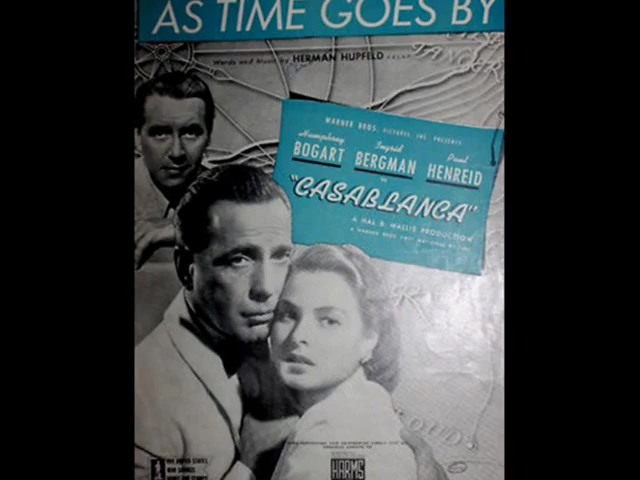 AS TIME GOES BY
Words and Music by HERMAN HUPFELD
TANGER
WARNER BROS. PICTURES, INC. PRESENTS
Humphrey BOGART
Ingrid BERGMAN
Paul HENREID
in
"CASABLANCA"
A HAL B. WALLIS PRODUCTION
HARMS